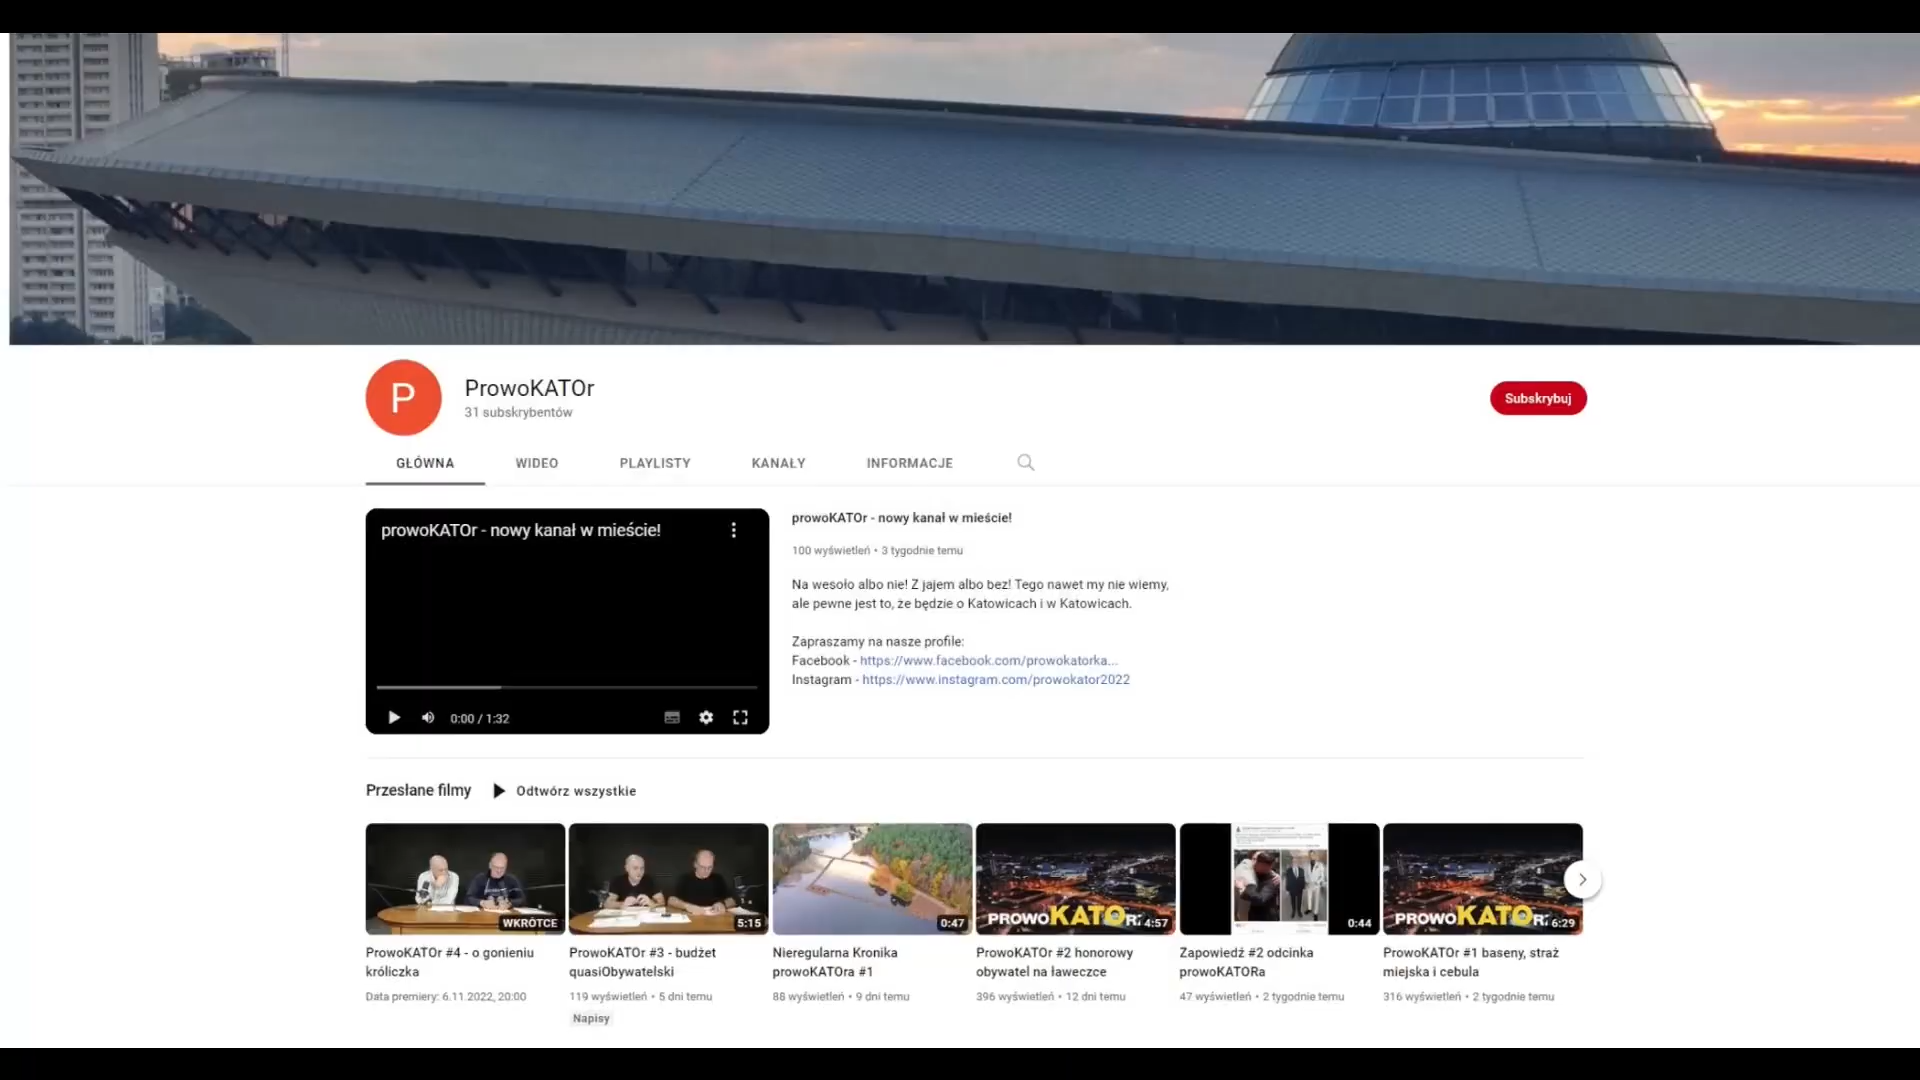 P
ProwoKATOr
31 subskrybentów
Subskrybuj
GŁÓWNA
WIDEO
PLAYLISTY
KANAŁY
INFORMACJE
prowoKATOr - nowy kanał w mieście!
0:00 / 1:32
prowoKATOr - nowy kanał w mieście!
100 wyświetleń • 3 tygodnie temu
Na wesoło albo nie! Z jajem albo bez! Tego nawet my nie wiemy,
ale pewne jest to, że będzie o Katowicach i w Katowicach.
Zapraszamy na nasze profile:
Facebook - https://www.facebook.com/prowokatorka...
Instagram - https://www.instagram.com/prowokator2022
Przesłane filmy
Odtwórz wszystkie
WKRÓTCE
ProwoKATOr #4 - o gonieniu
króliczka
Data premiery: 6.11.2022, 20:00
5:15
ProwoKATOr #3 - budżet
quasiObywatelski
119 wyświetleń • 5 dni temu
Napisy
0:47
Nieregularna Kronika
prowoKATOra #1
88 wyświetleń • 9 dni temu
PROWOKATOR
4:57
ProwoKATOr #2 honorowy
obywatel na ławeczce
396 wyświetleń • 12 dni temu
0:44
Zapowiedź #2 odcinka
prowoKATORa
47 wyświetleń • 2 tygodnie temu
PROWOKATOR
6:29
ProwoKATOr #1 baseny, straż
miejska i cebula
316 wyświetleń • 2 tygodnie temu